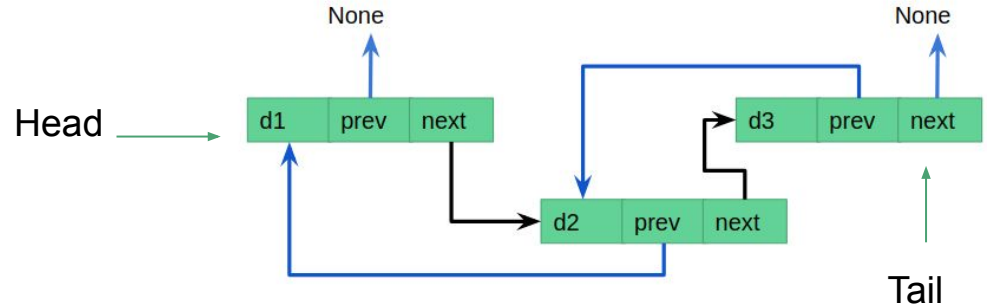 None
None
Head
d1 prev next
d3 prev next
d2 prev next
Tail